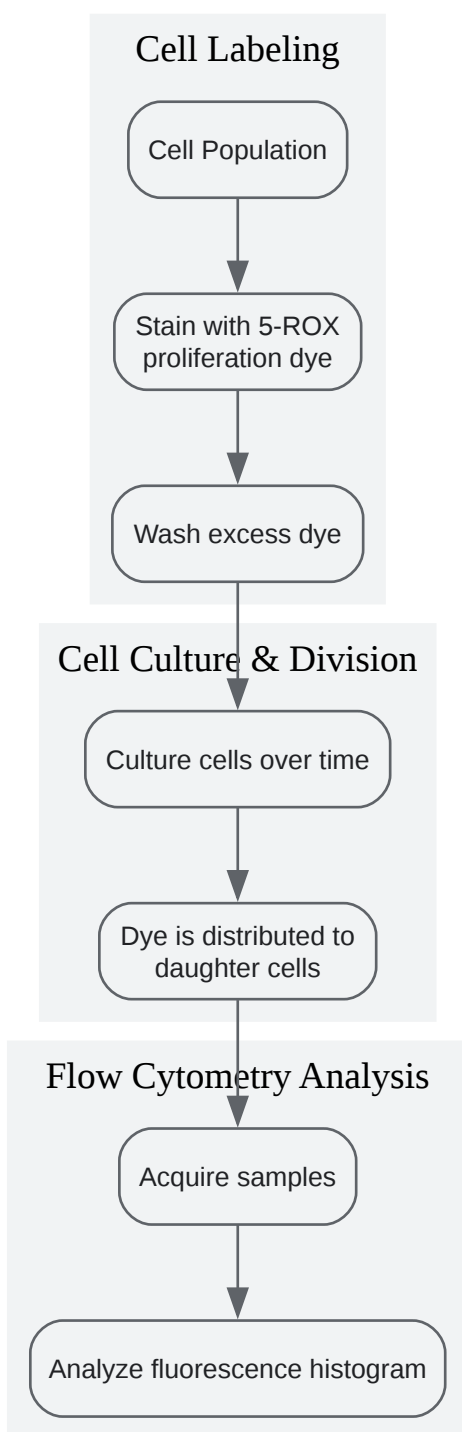 Cell Labeling
Cell Population
Stain with 5-ROX
proliferation dye
Wash excess dye
Cell Culture & Division
Culture cells over time
Dye is distributed to
daughter cells
Flow Cytometry Analysis
Acquire samples
Analyze fluorescence histogram